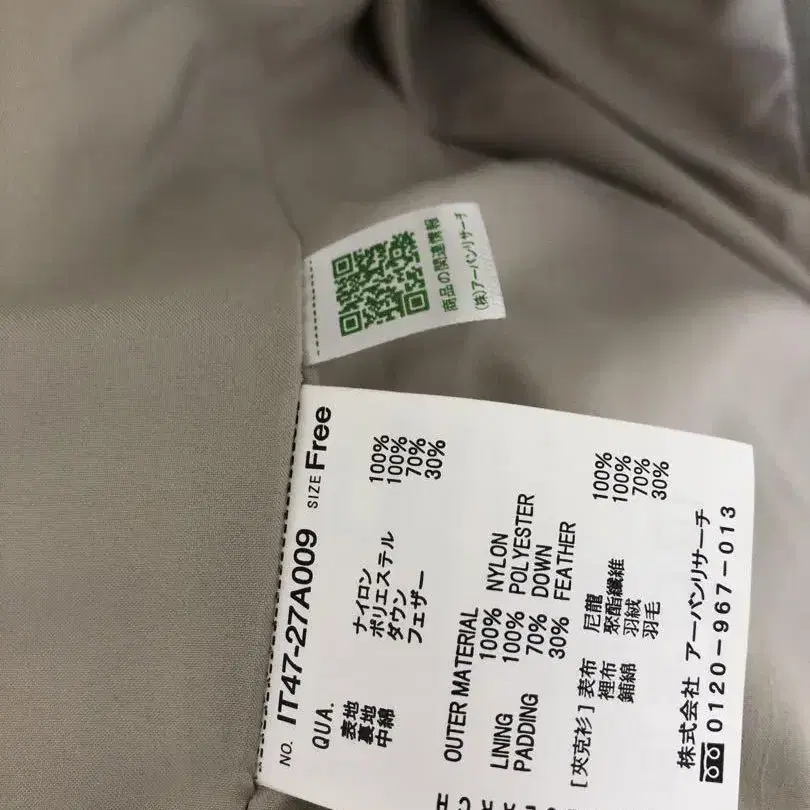 商品の関連情報
(株)アーバンリサーチ
NO. IT47-27A009 SIZE Free
QUA.
表地 ナイロン 100%
裏地 ポリエステル 100%
中綿 ダウン 70%
フェザー 30%
OUTER MATERIAL
100% NYLON
LINING 100% POLYESTER
PADDING 70% DOWN
30% FEATHER
[夾克衫] 表布 尼龍 100%
裡布 聚酯纖維 100%
鋪綿 羽絨 70%
羽毛 30%
株式会社 アーバンリサーチ
0120-967-013